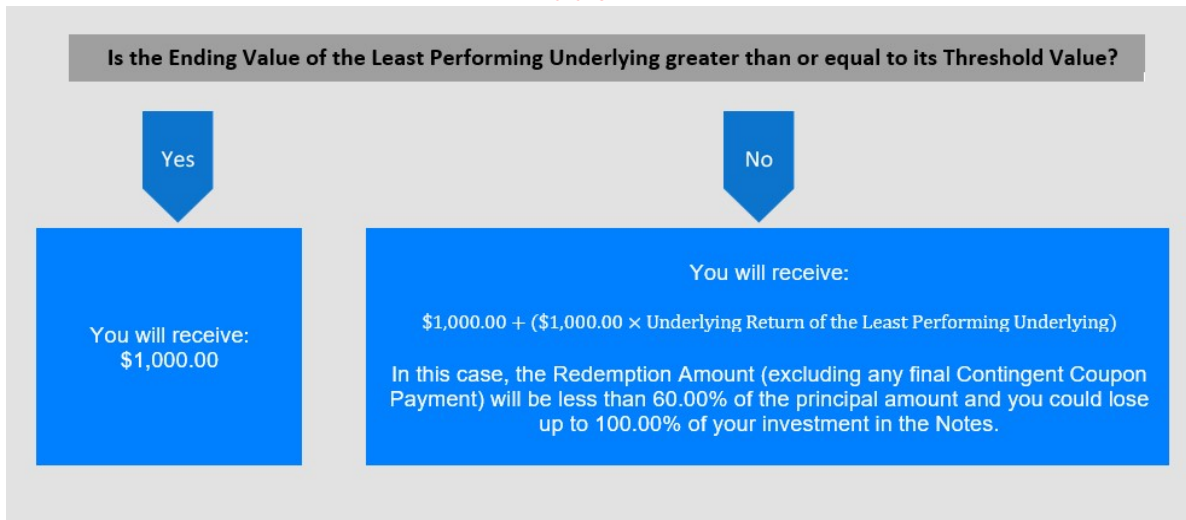 Is the Ending Value of the Least Performing Underlying greater than or equal to its Threshold Value?
Yes
No
You will receive:
$1,000.00
You will receive:
$1,000.00 + ($1,000.00 × Underlying Return of the Least Performing Underlying)
In this case, the Redemption Amount (excluding any final Contingent Coupon
Payment) will be less than 60.00% of the principal amount and you could lose
up to 100.00% of your investment in the Notes.